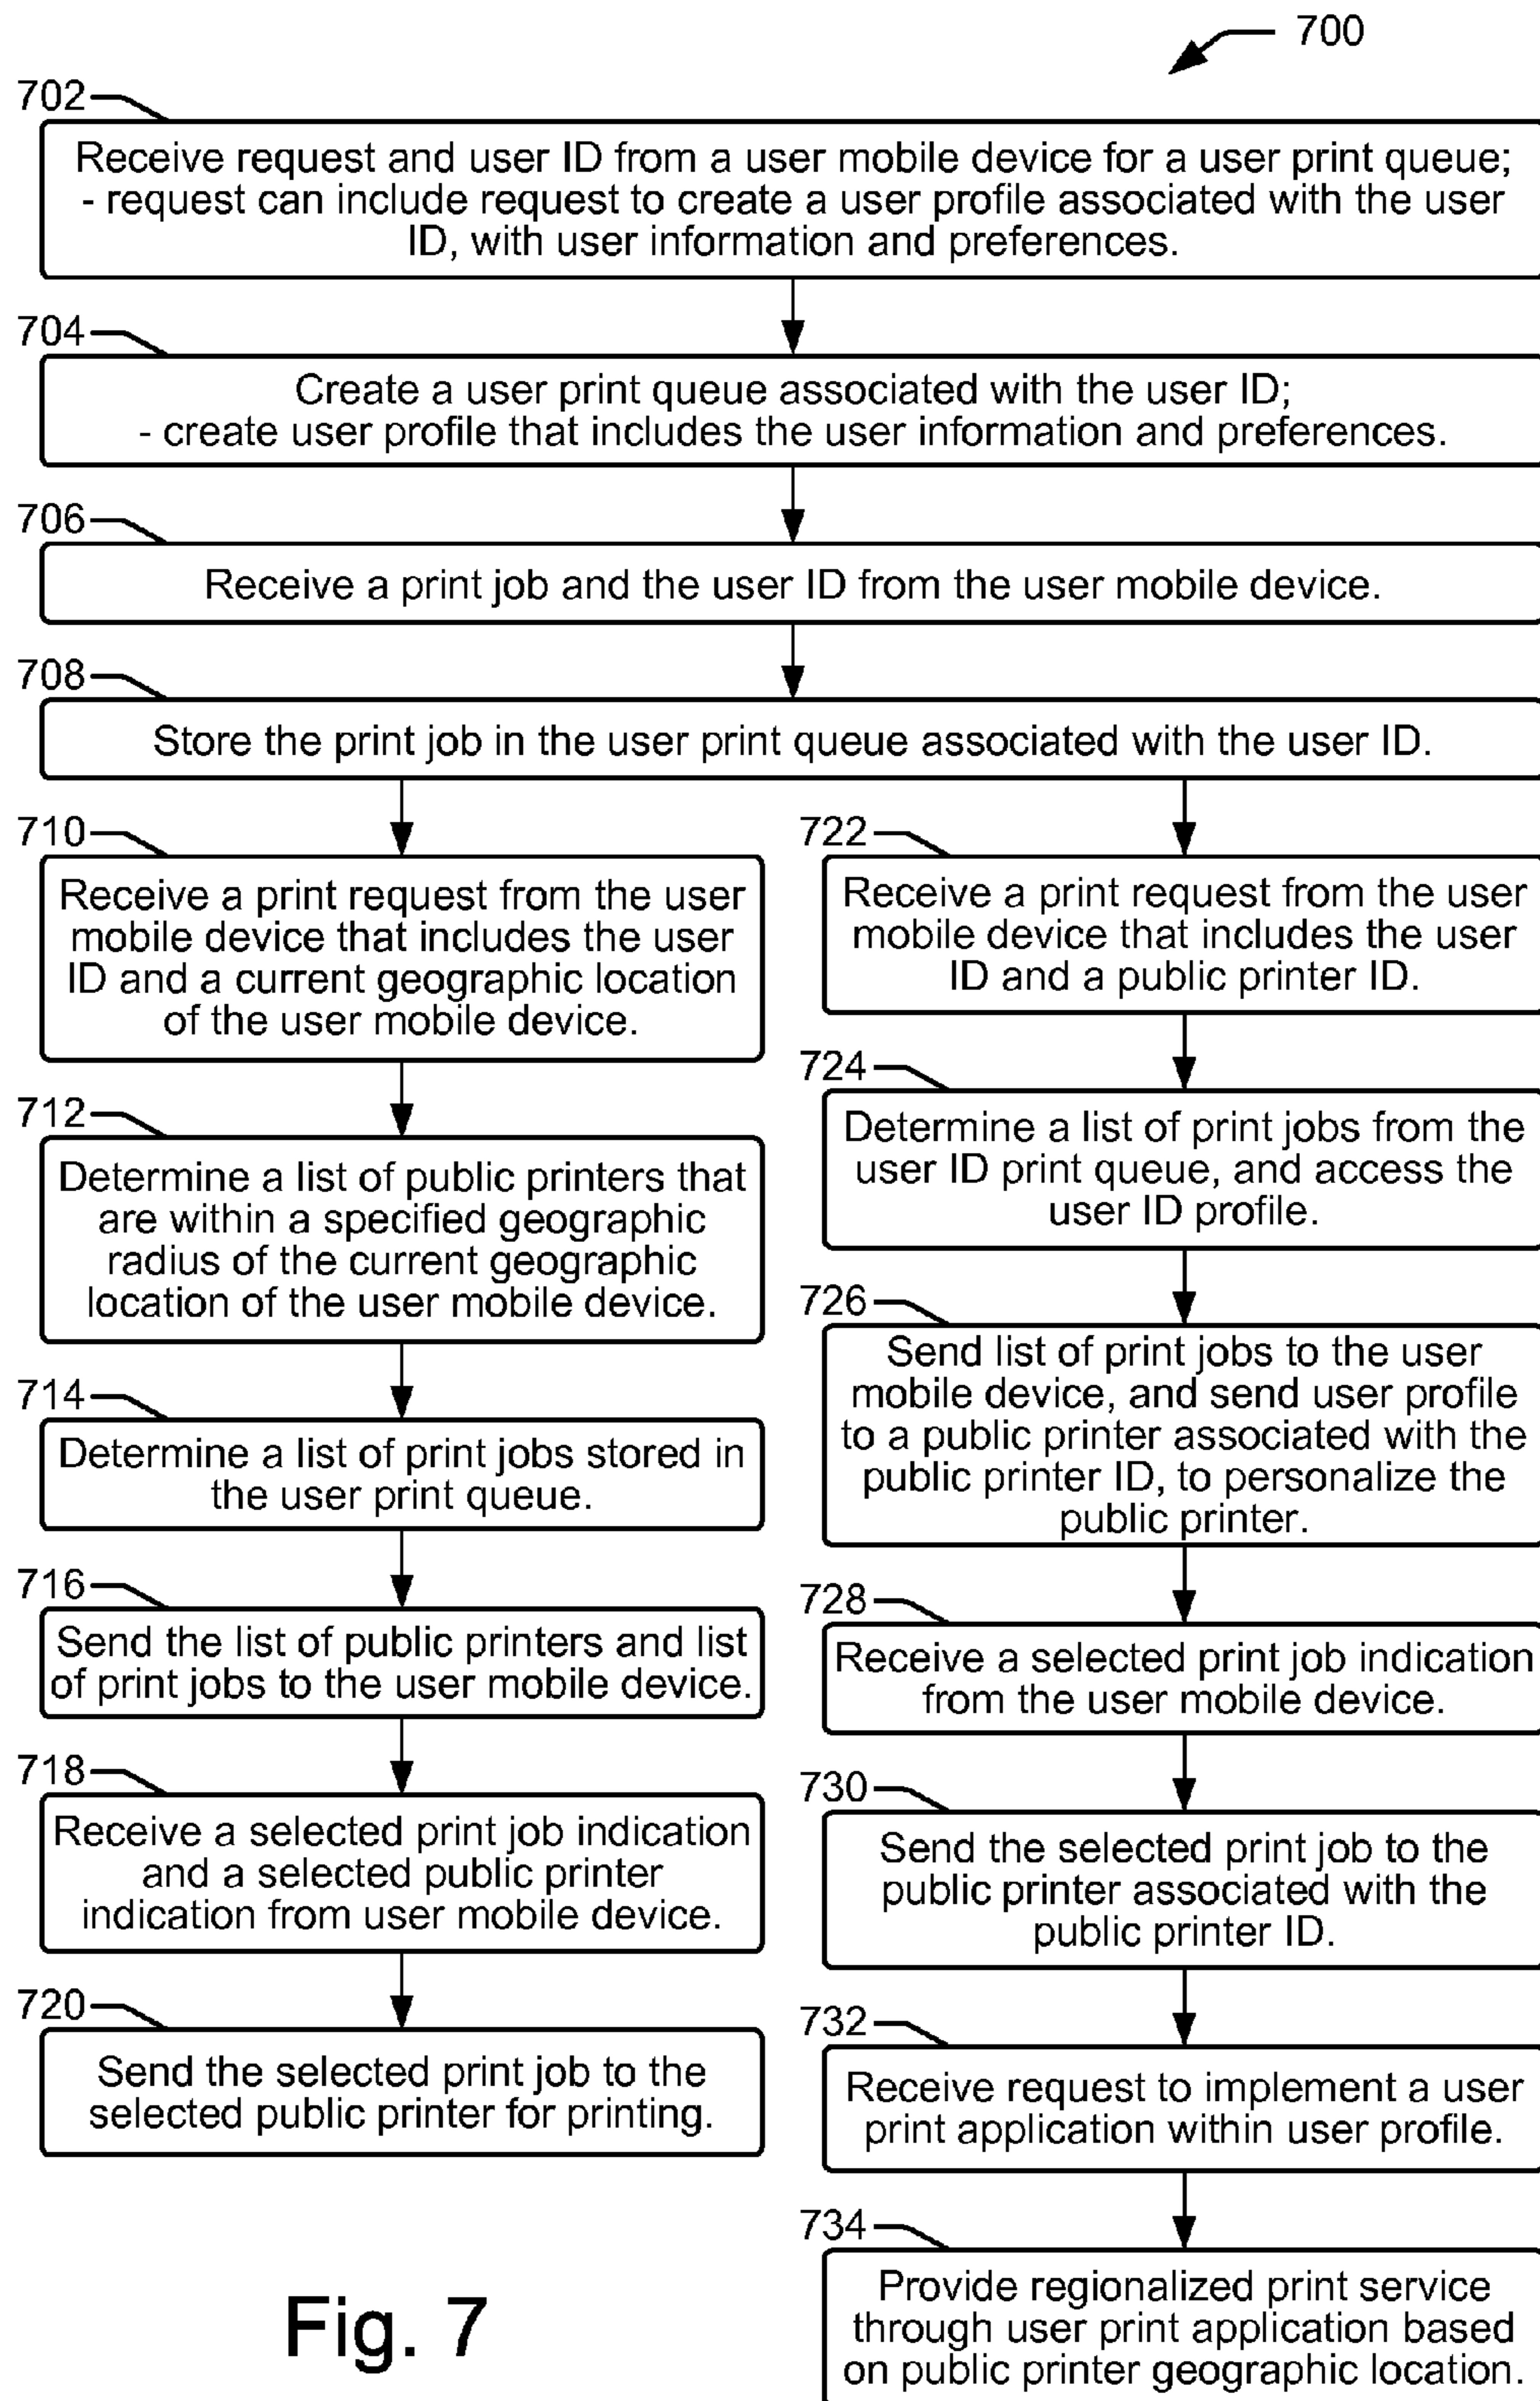 700
702
Receive request and user ID from a user mobile device for a user print queue;
- request can include request to create a user profile associated with the user
ID, with user information and preferences.
704
Create a user print queue associated with the user ID;
- create user profile that includes the user information and preferences.
706
Receive a print job and the user ID from the user mobile device.
708
Store the print job in the user print queue associated with the user ID.
710
Receive a print request from the user
mobile device that includes the user
ID and a current geographic location
of the user mobile device.
712
Determine a list of public printers that
are within a specified geographic
radius of the current geographic
location of the user mobile device.
714
Determine a list of print jobs stored in
the user print queue.
716
Send the list of public printers and list
of print jobs to the user mobile device.
718
Receive a selected print job indication
and a selected public printer
indication from user mobile device.
720
Send the selected print job to the
selected public printer for printing.
722
Receive a print request from the user
mobile device that includes the user
ID and a public printer ID.
724
Determine a list of print jobs from the
user ID print queue, and access the
user ID profile.
726
Send list of print jobs to the user
mobile device, and send user profile
to a public printer associated with the
public printer ID, to personalize the
public printer.
728
Receive a selected print job indication
from the user mobile device.
730
Send the selected print job to the
public printer associated with the
public printer ID.
732
Receive request to implement a user
print application within user profile.
734
Provide regionalized print service
through user print application based
on public printer geographic location.
Fig. 7